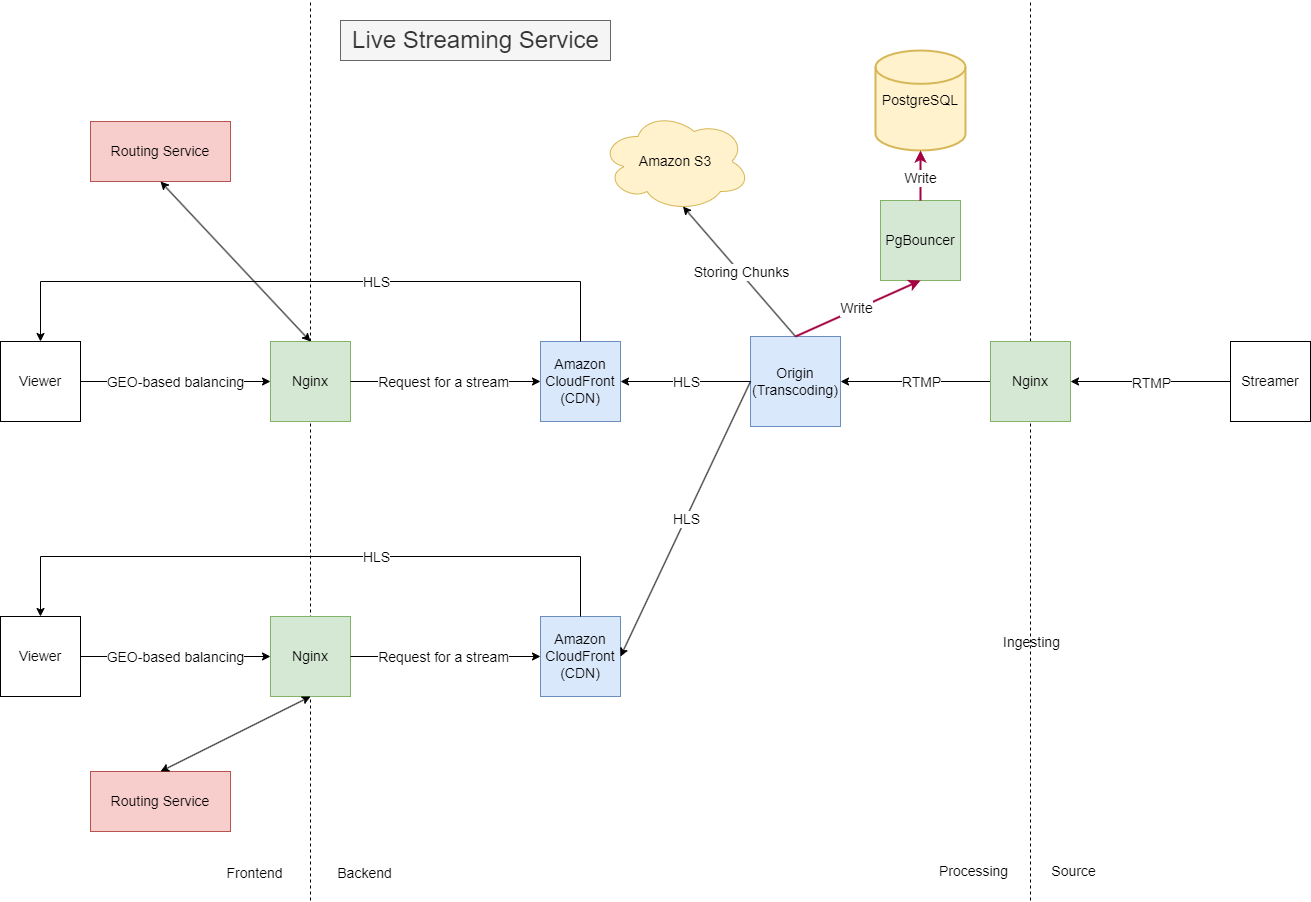 Live Streaming Service
PostgreSQL
Routing Service
Amazon S3
Write
PgBouncer
Storing Chunks
HLS
Write
Viewer
GEO-based balancing
Nginx
Request for a stream
Amazon
CloudFront
(CDN)
HLS
Origin
(Transcoding)
RTMP
Nginx
RTMP
Streamer
HLS
HLS
Ingesting
Viewer
GEO-based balancing
Nginx
Request for a stream
Amazon
CloudFront
(CDN)
Routing Service
Frontend
Backend
Processing
Source